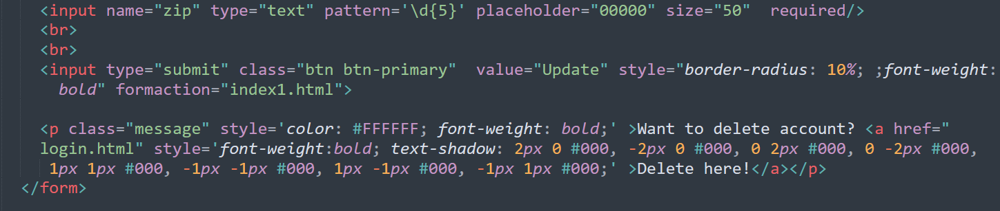 <input name="zip" type="text" pattern='\d{5}' placeholder="00000" size="50"  required/>
<br>
<br>
<input type="submit" class="btn btn-primary"  value="Update" style="border-radius: 10%; ;font-weight:
bold" formaction="index1.html">
<p class="message" style='color: #FFFFFF; font-weight: bold;' >Want to delete account? <a href="
login.html" style='font-weight:bold; text-shadow: 2px 0 #000, -2px 0 #000, 0 2px #000, 0 -2px #000,
1px 1px #000, -1px -1px #000, 1px -1px #000, -1px 1px #000;' >Delete here!</a></p>
</form>